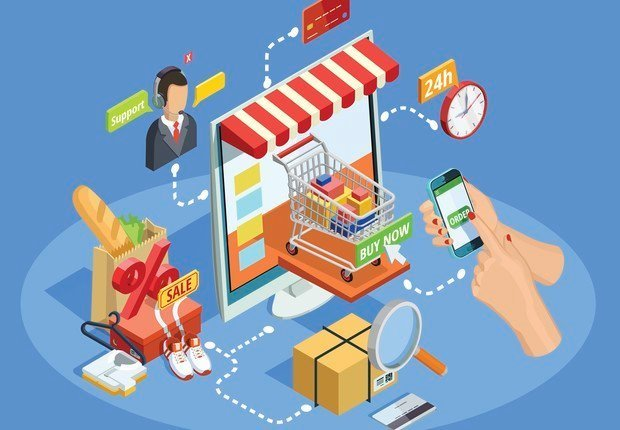 Support
x
24h
ORDER
BUY NOW
%
SALE